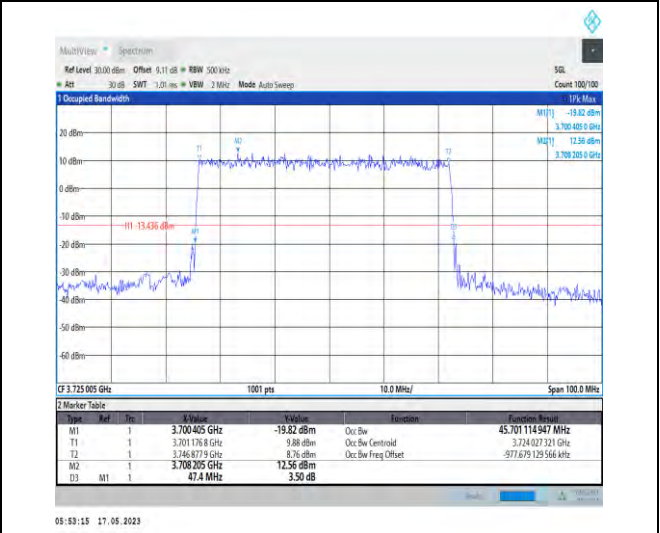 MultiView Spectrum
Ref Level 30.00 dBm Offset 9.11 dB RBW 500 kHz SGL
Att 30 dB SWT 1.01 ms VBW 2 MHz Mode Auto Sweep Count 100/100
1 Occupied Bandwidth 1Pk Max
M1[1] -19.82 dBm
3.700 405 0 GHz
M2[1] 12.56 dBm
3.708 205 0 GHz
20 dBm
T1 M2 T2
10 dBm
0 dBm
-10 dBm
H1 -13.436 dBm
M1 D3
-20 dBm
-30 dBm
-40 dBm
-50 dBm
-60 dBm
CF 3.725 005 GHz 1001 pts 10.0 MHz/ Span 100.0 MHz
2 Marker Table
Type Ref Trc X-Value Y-Value Function Function Result
M1 1 3.700 405 GHz -19.82 dBm Occ Bw 45.701 114 947 MHz
T1 1 3.701 176 8 GHz 9.88 dBm Occ Bw Centroid 3.724 027 321 GHz
T2 1 3.746 877 9 GHz 8.76 dBm Occ Bw Freq Offset -977.679 129 566 kHz
M2 1 3.708 205 GHz 12.56 dBm
D3 M1 1 47.4 MHz 3.50 dB
05:53:15 17.05.2023